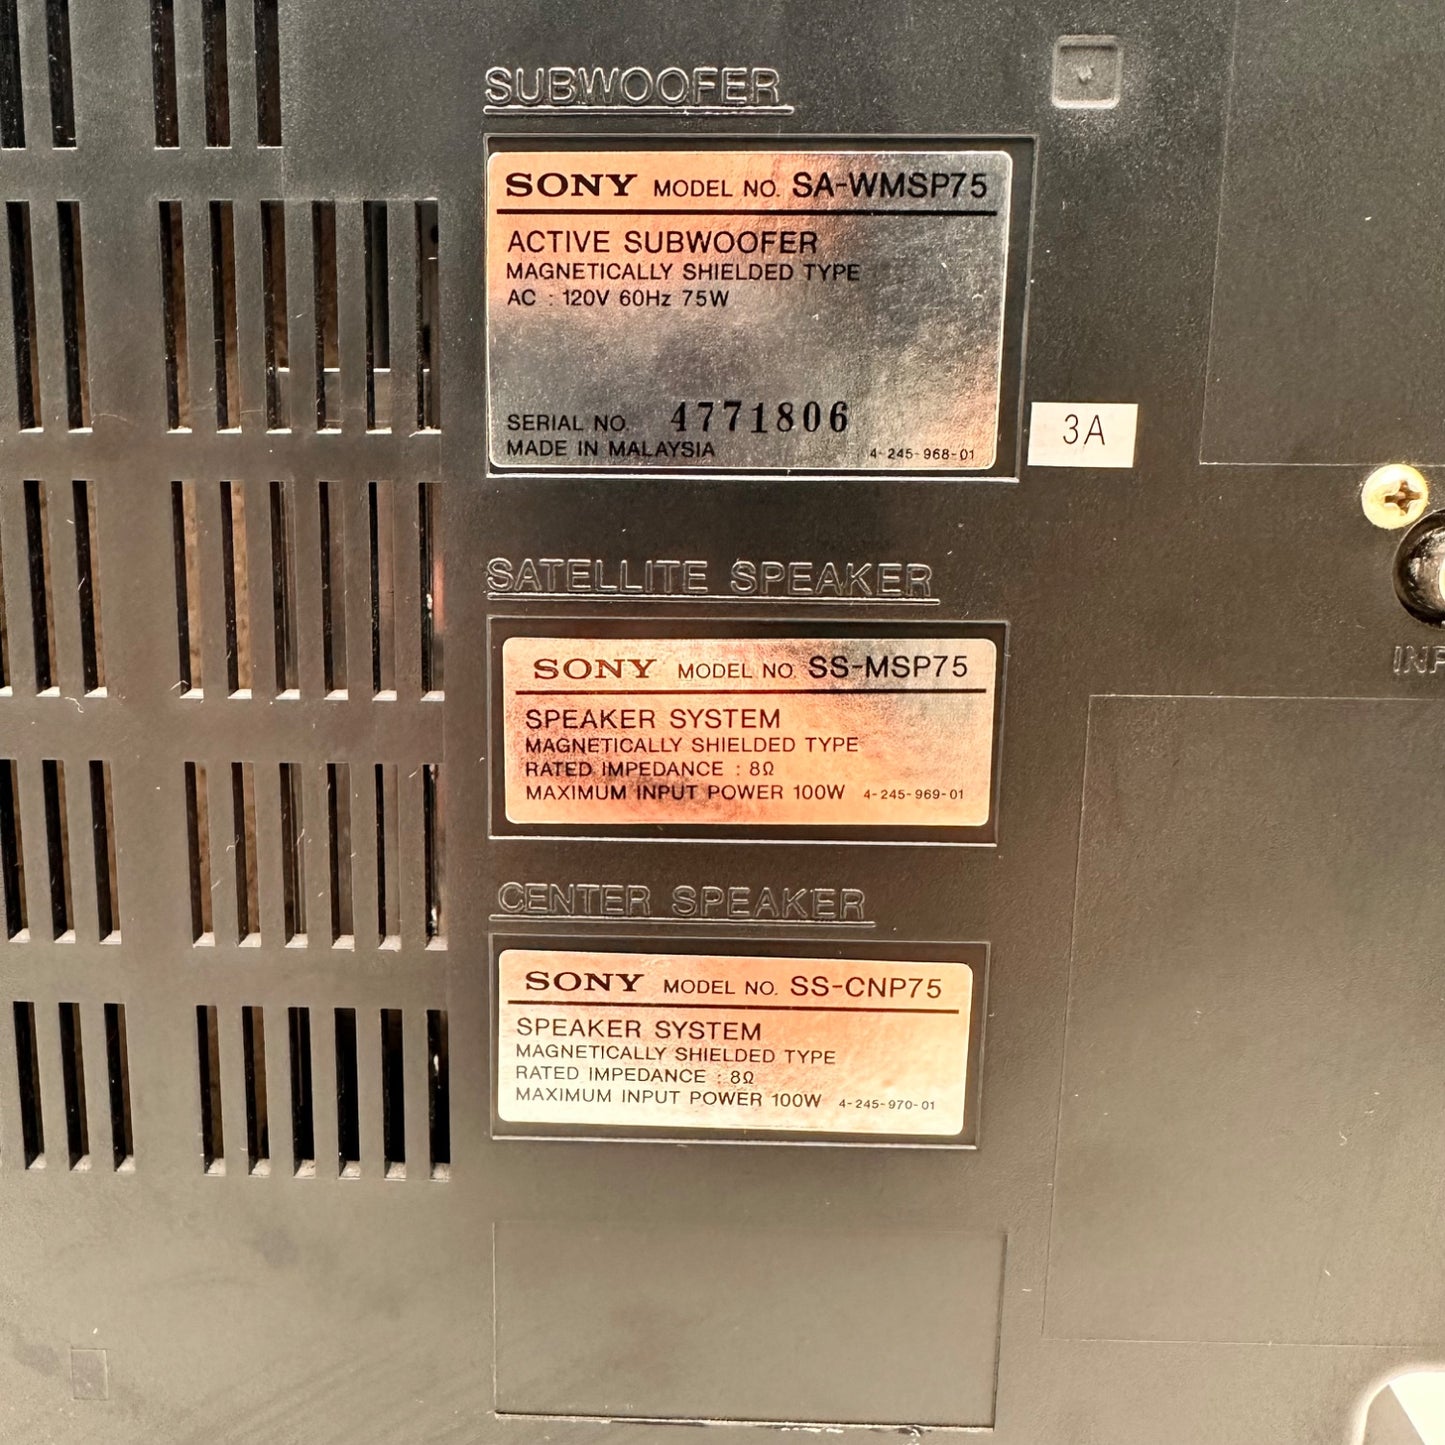 SUBWOOFER
SONY MODEL NO. SA-WMSP75
ACTIVE SUBWOOFER
MAGNETICALLY SHIELDED TYPE
AC : 120V 60Hz 75W
SERIAL NO. 4771806
MADE IN MALAYSIA 4-245-968-01
3A
SATELLITE SPEAKER
SONY MODEL NO. SS-MSP75
SPEAKER SYSTEM
MAGNETICALLY SHIELDED TYPE
RATED IMPEDANCE : 8Ω
MAXIMUM INPUT POWER 100W 4-245-969-01
CENTER SPEAKER
SONY MODEL NO. SS-CNP75
SPEAKER SYSTEM
MAGNETICALLY SHIELDED TYPE
RATED IMPEDANCE : 8Ω
MAXIMUM INPUT POWER 100W 4-245-970-01